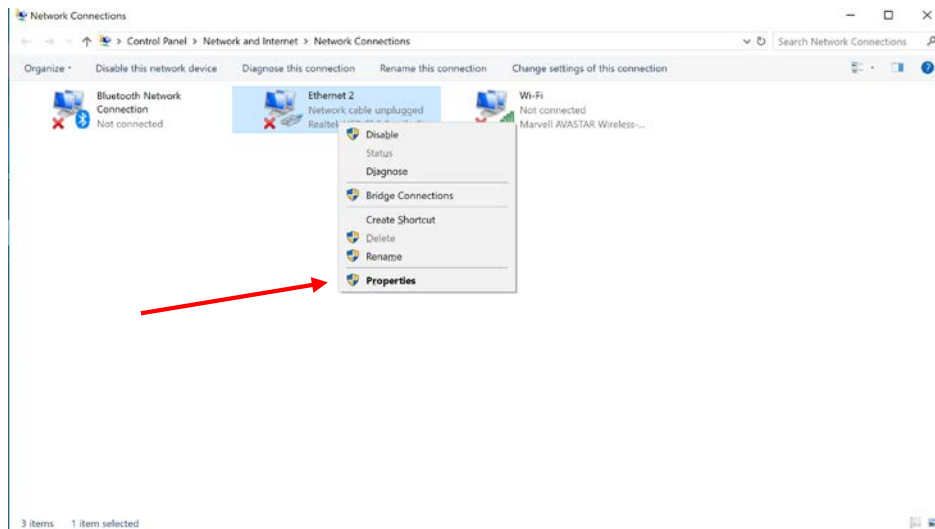 Network Connections
Control Panel > Network and Internet > Network Connections
Search Network Connections
Organize
Disable this network device
Diagnose this connection
Rename this connection
Change settings of this connection
Bluetooth Network
Connection
Not connected
Ethernet 2
Network cable unplugged
Realtek
Wi-Fi
Not connected
Marvell AVASTAR Wireless-...
Disable
Status
Diagnose
Bridge Connections
Create Shortcut
Delete
Rename
Properties
3 items 1 item selected